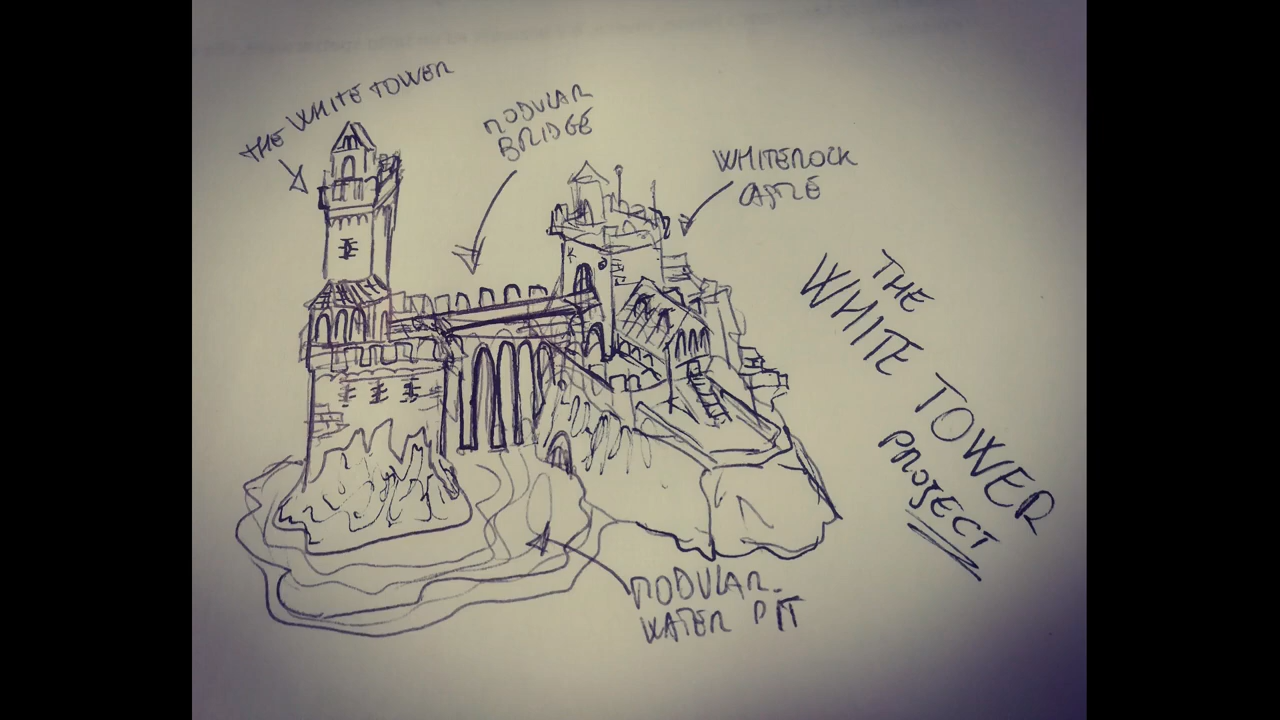 THE WHITE TOWER
MODULAR
BRIDGE
WHITEROCK
CASTLE
THE
WHITE TOWER
PROJECT
MODULAR
WATER PIT